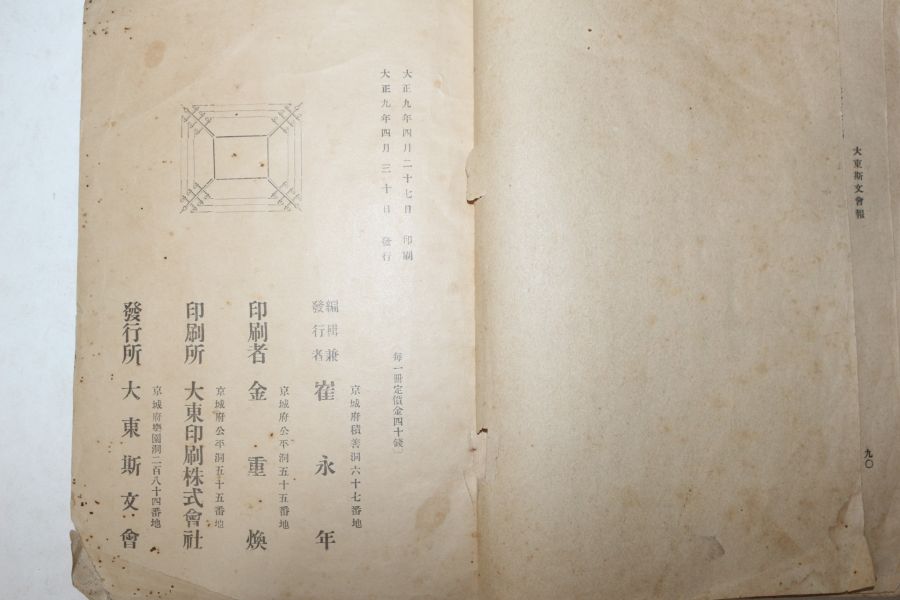 大東斯文會報
九〇
大正九年四月二十七日 印刷
大正九年四月三十日 發行
每一冊定價金四十錢
京城府積善洞六十七番地
編輯兼
發行者 崔永年
京城府公平洞五十五番地
印刷者 金重煥
京城府公平洞五十五番地
印刷所 大東印刷株式會社
京城府樂園洞二百八十四番地
發行所 大東斯文會